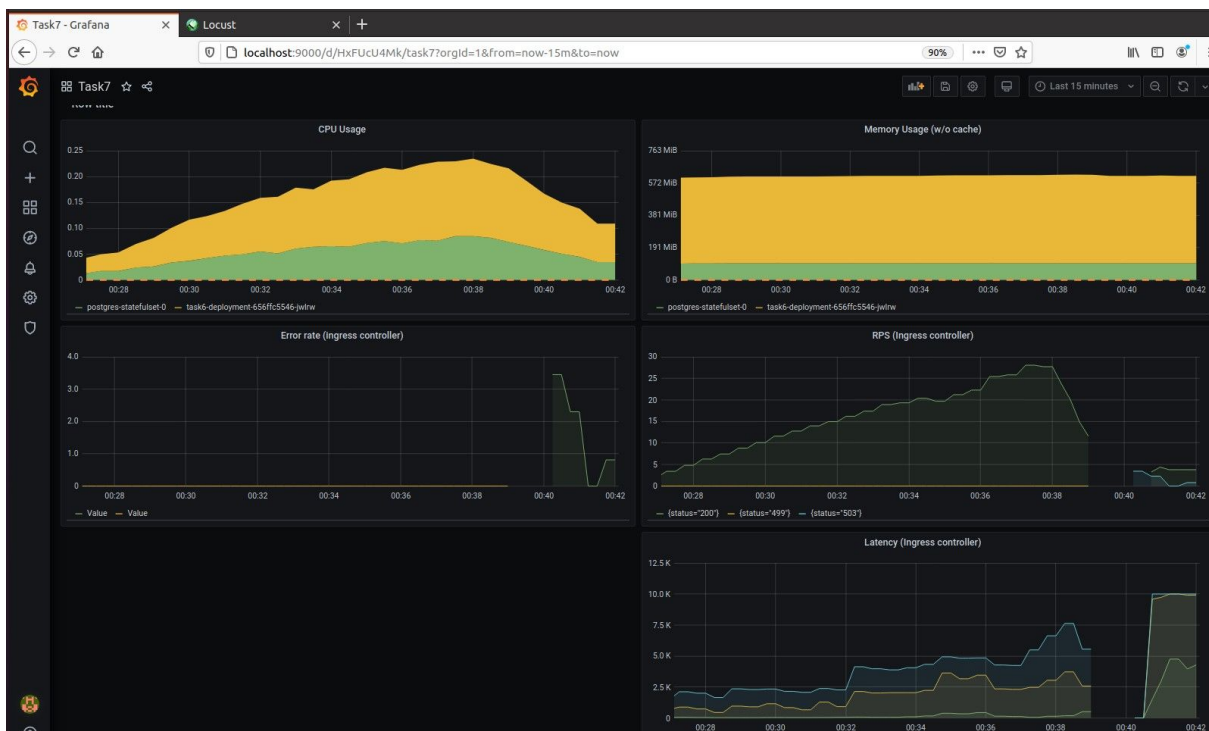 Task7 - Grafana
Locust
localhost:9000/d/HxFUcU4Mk/task7?orgId=1&from=now-15m&to=now
90%
Task7
Last 15 minutes
Row title
CPU Usage
0.25
0.20
0.15
0.10
0.05
0
00:28 00:30 00:32 00:34 00:36 00:38 00:40 00:42
postgres-statefulset-0 task6-deployment-656ffc5546-jwlrw
Memory Usage (w/o cache)
763 MiB
572 MiB
381 MiB
191 MiB
0 B
00:28 00:30 00:32 00:34 00:36 00:38 00:40 00:42
postgres-statefulset-0 task6-deployment-656ffc5546-jwlrw
Error rate (Ingress controller)
4.0
3.0
2.0
1.0
0
00:28 00:30 00:32 00:34 00:36 00:38 00:40 00:42
Value Value
RPS (Ingress controller)
30
25
20
15
10
5
0
00:28 00:30 00:32 00:34 00:36 00:38 00:40 00:42
{status="200"} {status="499"} {status="503"}
Latency (Ingress controller)
12.5 K
10.0 K
7.5 K
5.0 K
2.5 K
0
00:28 00:30 00:32 00:34 00:36 00:38 00:40 00:42